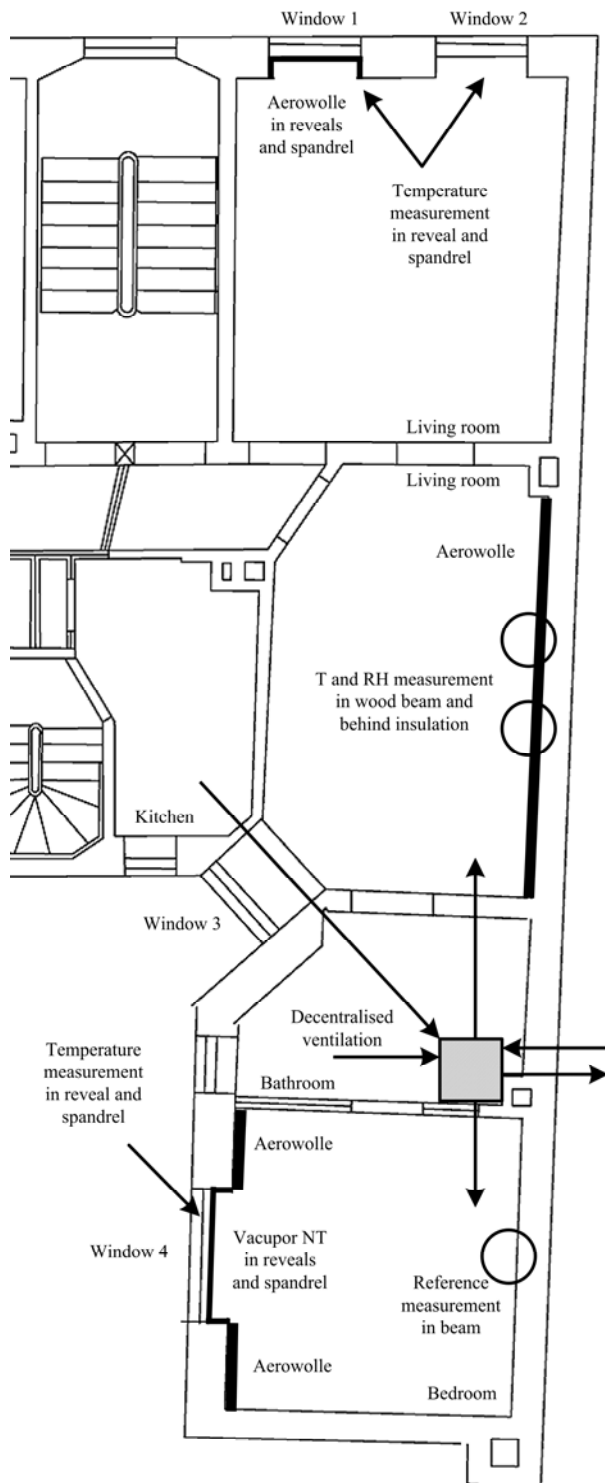 Window 1
Window 2
Aerowolle
in reveals
and spandrel
Temperature
measurement
in reveal and
spandrel
Living room
Living room
Aerowolle
T and RH measurement
in wood beam and
behind insulation
Kitchen
Window 3
Decentralised
ventilation
Temperature
measurement
in reveal and
spandrel
Bathroom
Aerowolle
Window 4
Vacupor NT
in reveals
and spandrel
Reference
measurement
in beam
Aerowolle
Bedroom